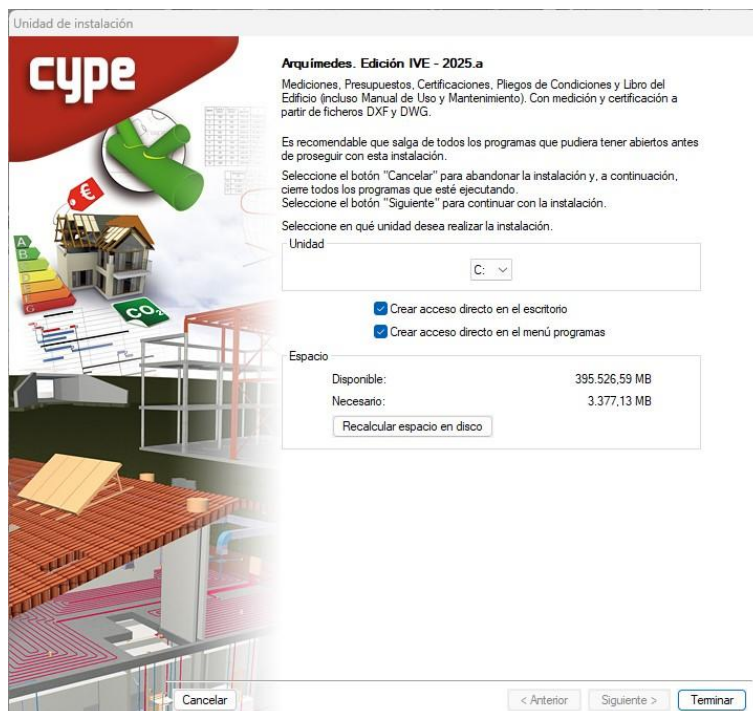 Unidad de instalación
cype
Arquímedes. Edición IVE - 2025.a
Mediciones, Presupuestos, Certificaciones, Pliegos de Condiciones y Libro del
Edificio (incluso Manual de Uso y Mantenimiento). Con medición y certificación a
partir de ficheros DXF y DWG.
Es recomendable que salga de todos los programas que pudiera tener abiertos antes
de proseguir con esta instalación.
Seleccione el botón "Cancelar" para abandonar la instalación y, a continuación,
cierre todos los programas que esté ejecutando.
Seleccione el botón "Siguiente" para continuar con la instalación.
Seleccione en qué unidad desea realizar la instalación.
Unidad
C:
Crear acceso directo en el escritorio
Crear acceso directo en el menú programas
Espacio
Disponible: 395.526,59 MB
Necesario: 3.377,13 MB
Recalcular espacio en disco
€
A
B
G
CO2
Cancelar
< Anterior
Siguiente >
Terminar